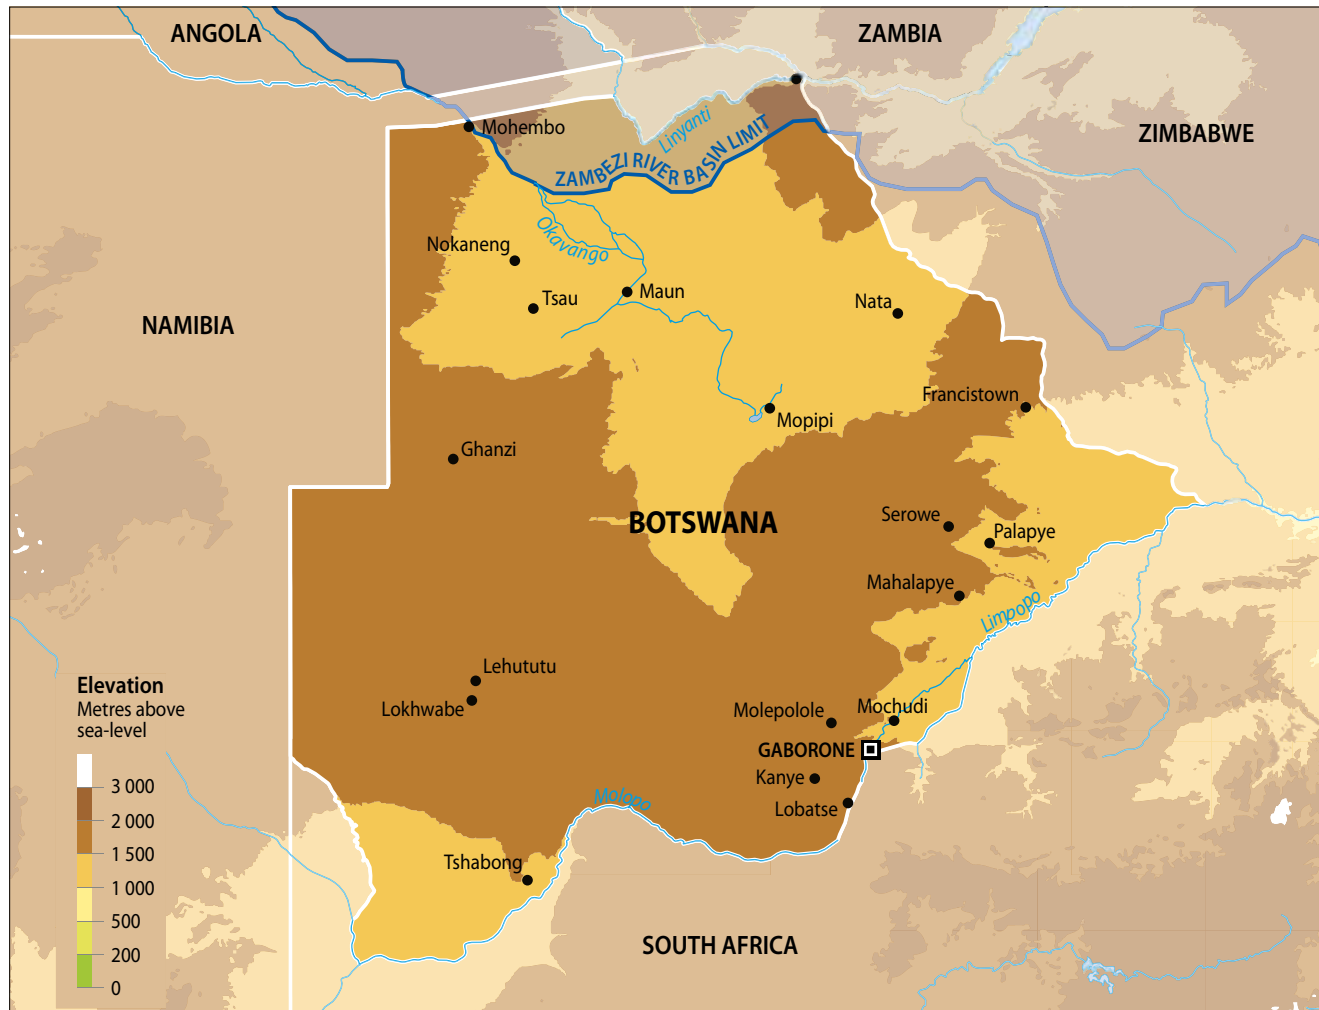 ANGOLA
ZAMBIA
ZIMBABWE
Mohembo
Linyanti
ZAMBEZI RIVER BASIN LIMIT
Okavango
Nokaneng
Tsau
Maun
Nata
NAMIBIA
Francistown
Mopipi
Ghanzi
BOTSWANA
Serowe
Palapye
Mahalapye
Limpopo
Lehututu
Lokhwabe
Molepolole
Mochudi
GABORONE
Kanye
Lobatse
Molopo
Tshabong
SOUTH AFRICA
Elevation
Metres above
sea-level
3 000
2 000
1 500
1 000
500
200
0